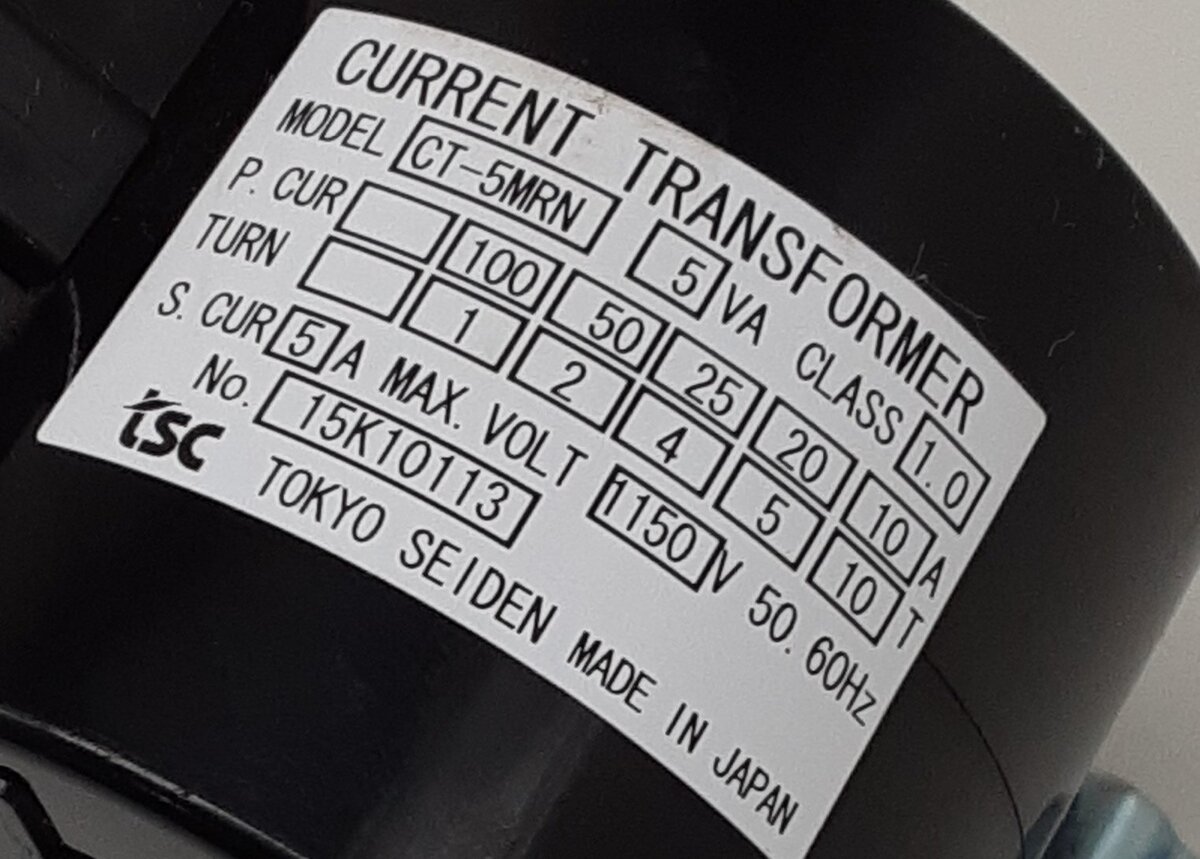 CURRENT TRANSFORMER
MODEL CT-5MRN 5 VA CLASS 1.0
P. CUR 100 50 25 20 10 A
TURN 1 2 4 5 10 T
S. CUR 5 A MAX. VOLT 1150 V 50. 60Hz
No. 15K10113
tsc TOKYO SEIDEN MADE IN JAPAN